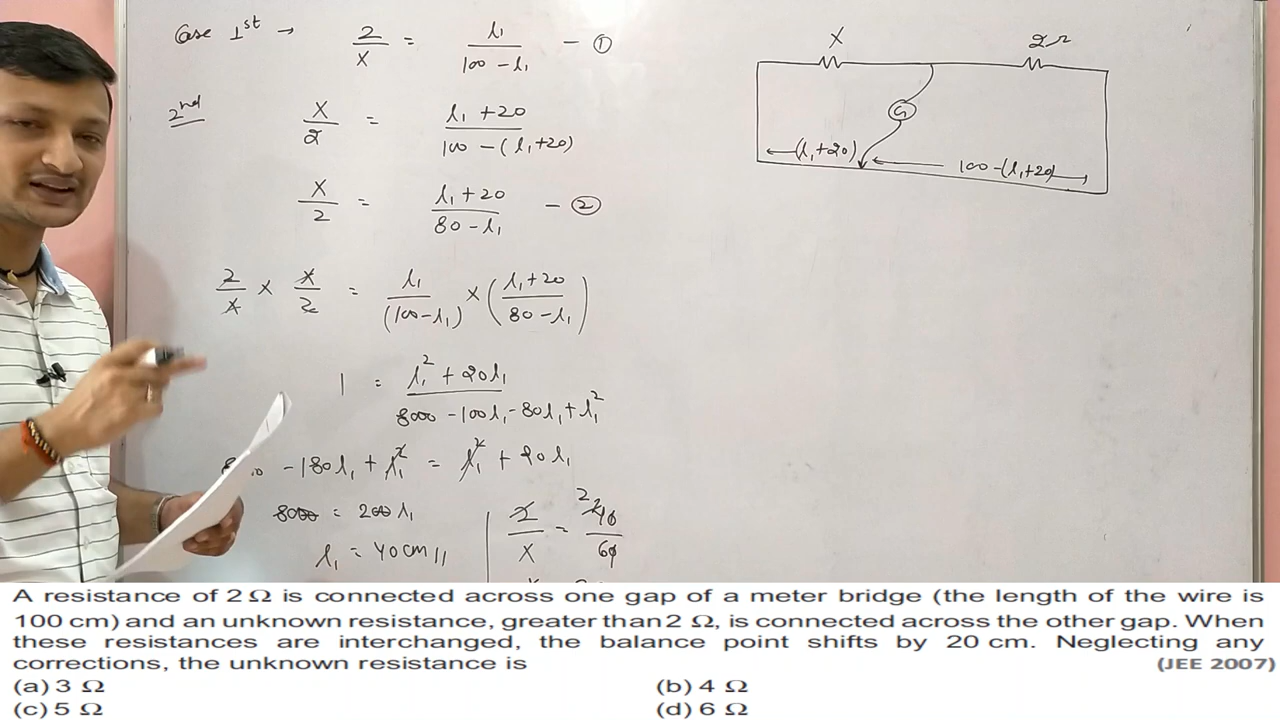 Case 1st → 2/X = l₁/(100 - l₁) - ①
2nd X/2 = (l₁ + 20)/(100 - (l₁+20))
X/2 = (l₁ + 20)/(80 - l₁) - ②
2/X × X/2 = l₁/(100 - l₁) × ((l₁ + 20)/(80 - l₁))
1 = (l₁² + 20l₁)/(8000 - 100l₁ - 80l₁ + l₁²)
- 180l₁ + l₁² = l₁² + 20l₁
8000 = 200 l₁
l₁ = 40cm
2/X = 40/60
2
X 2Ω
G
(l₁+20) 100-(l₁+20)
A resistance of 2 Ω is connected across one gap of a meter bridge (the length of the wire is
100 cm) and an unknown resistance, greater than 2 Ω, is connected across the other gap. When
these resistances are interchanged, the balance point shifts by 20 cm. Neglecting any
corrections, the unknown resistance is (JEE 2007)
(a) 3 Ω (b) 4 Ω
(c) 5 Ω (d) 6 Ω